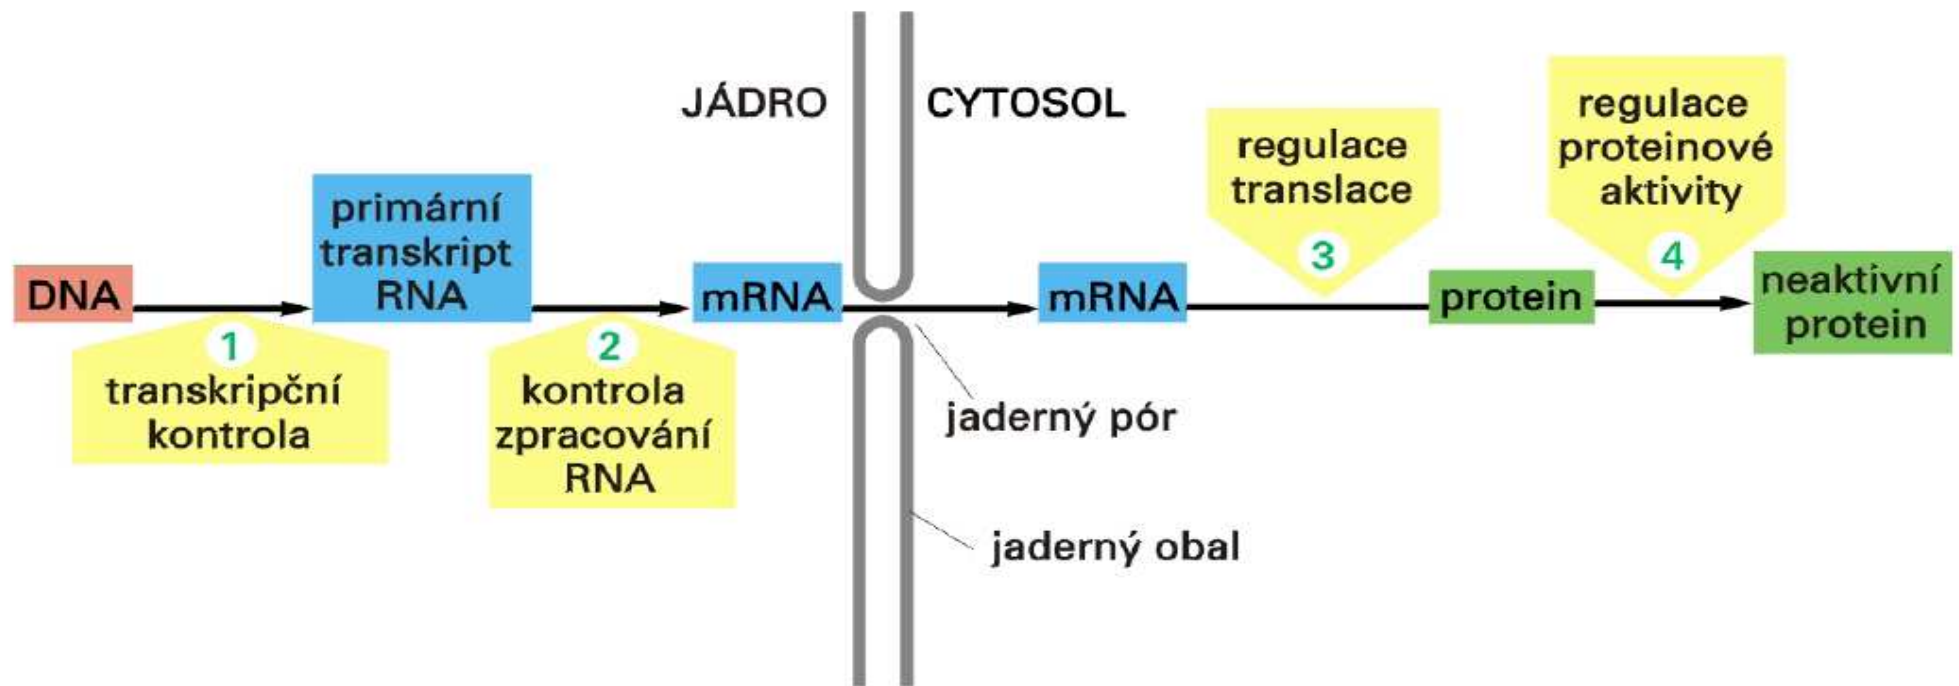 JÁDRO
CYTOSOL
DNA
1
transkripční
kontrola
primární
transkript
RNA
2
kontrola
zpracování
RNA
mRNA
jaderný pór
jaderný obal
mRNA
regulace
translace
3
protein
regulace
proteinové
aktivity
4
neaktivní
protein